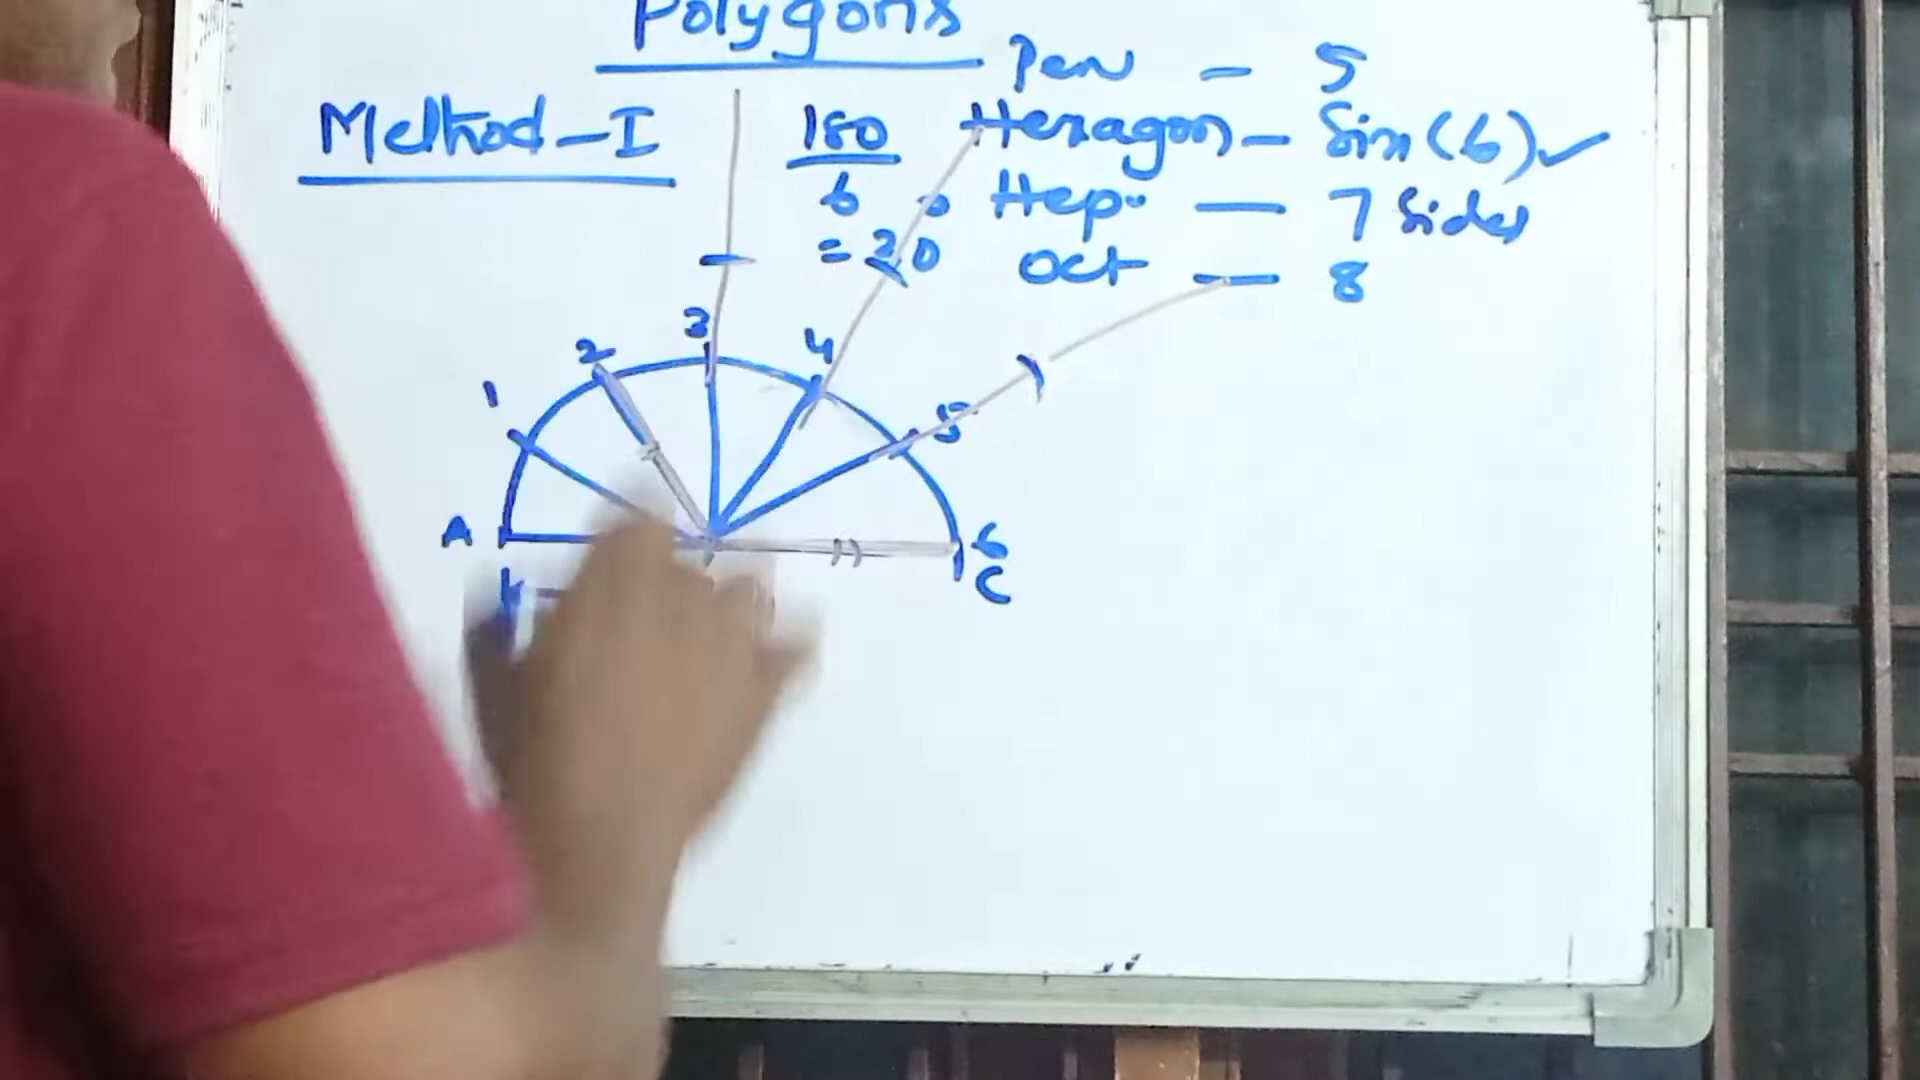 Polygons
Pen - 5
Method-I
180
Hexagon - Six (6) ✓
6
Hep. — 7 Sides
= 30
Oct — 8
3
2
4
1
5
A
6
C